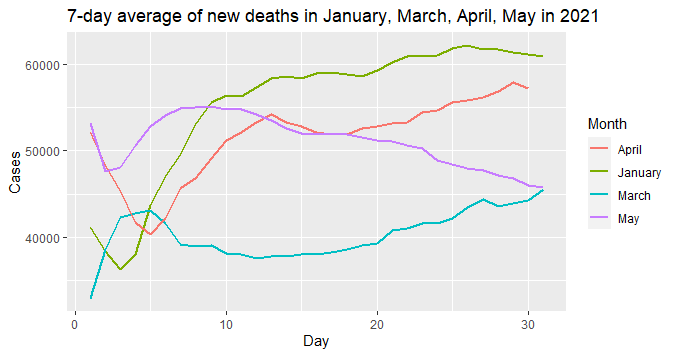 7-day average of new deaths in January, March, April, May in 2021
60000
50000
40000
Cases
0 10 20 30
Day
Month
April
January
March
May